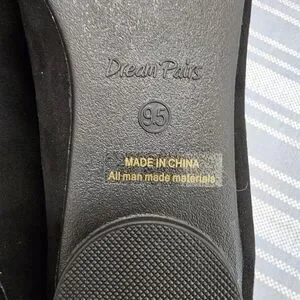 Dream Pairs
9.5
MADE IN CHINA
All man made materials